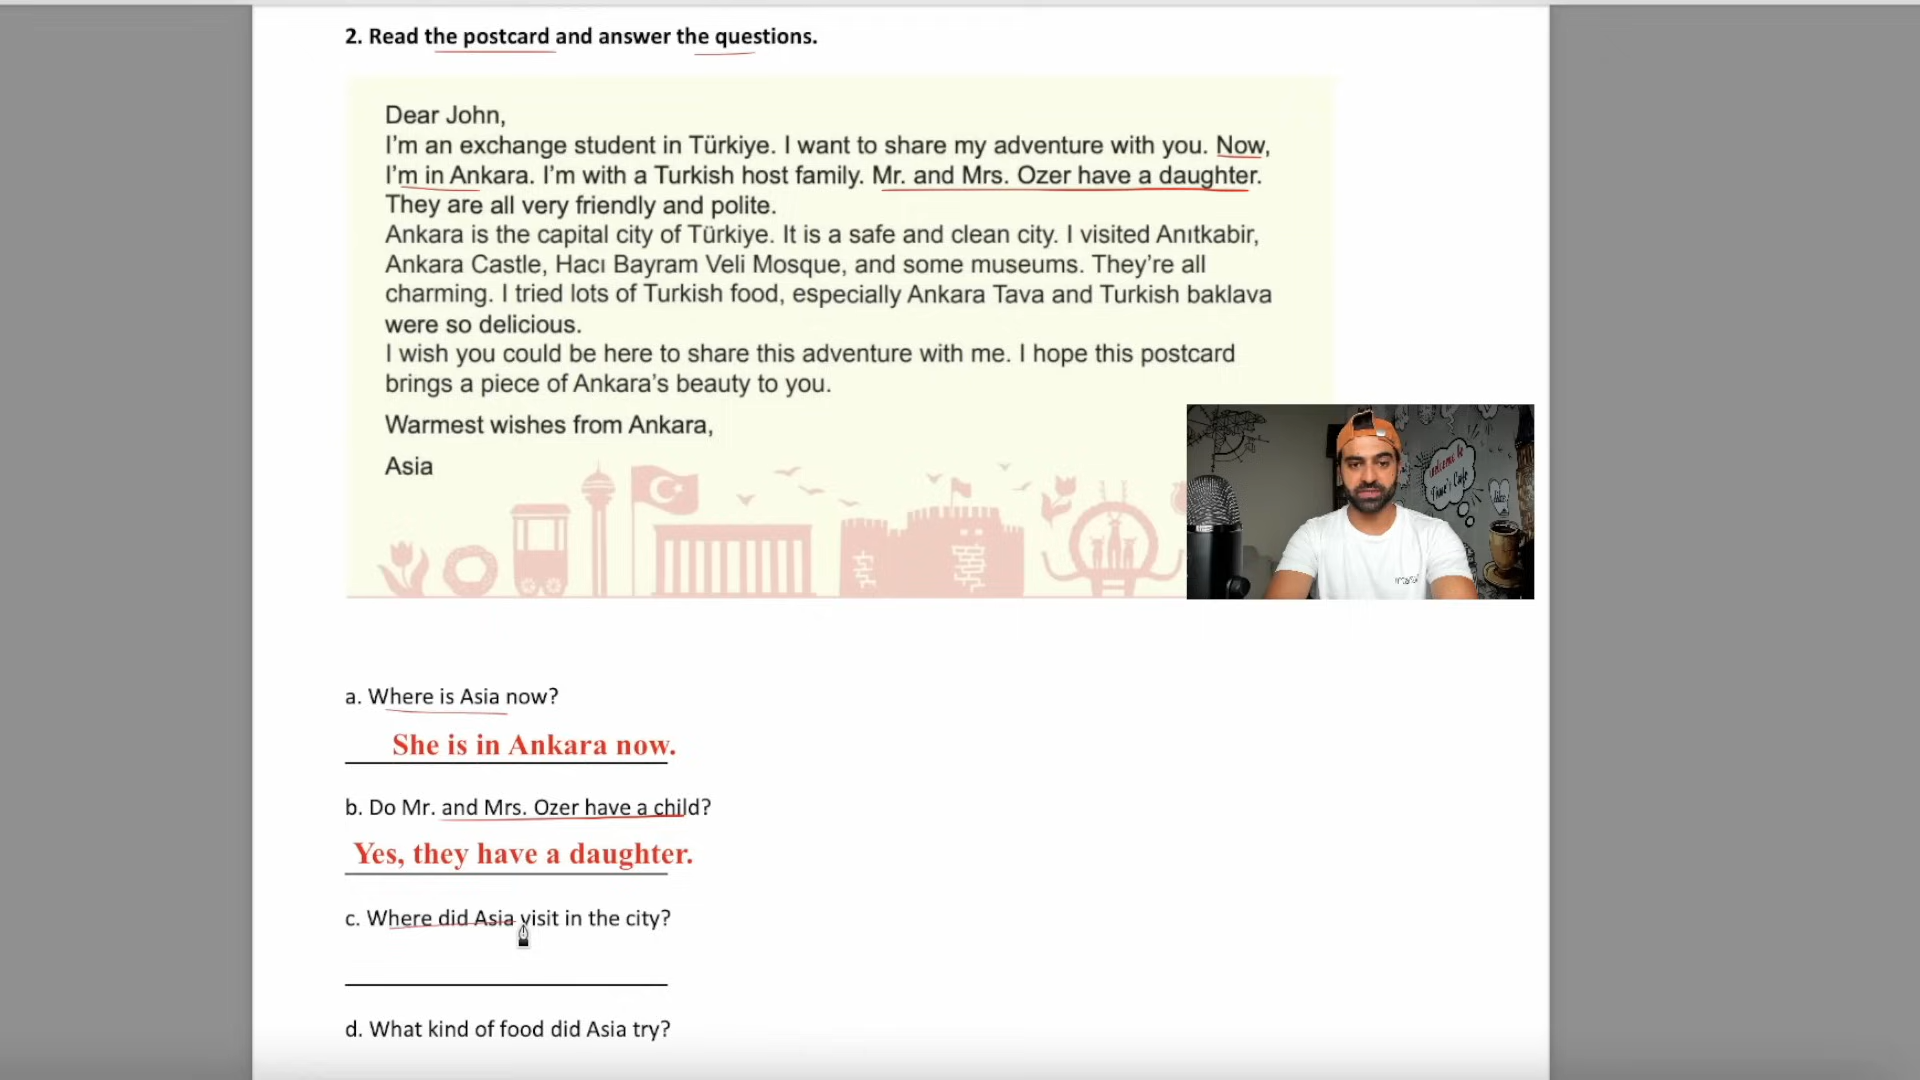 2. Read the postcard and answer the questions.
Dear John,
I'm an exchange student in Türkiye. I want to share my adventure with you. Now,
I'm in Ankara. I'm with a Turkish host family. Mr. and Mrs. Ozer have a daughter.
They are all very friendly and polite.
Ankara is the capital city of Türkiye. It is a safe and clean city. I visited Anıtkabir,
Ankara Castle, Hacı Bayram Veli Mosque, and some museums. They're all
charming. I tried lots of Turkish food, especially Ankara Tava and Turkish baklava
were so delicious.
I wish you could be here to share this adventure with me. I hope this postcard
brings a piece of Ankara's beauty to you.
Warmest wishes from Ankara,
Asia
welcome to
Time's Cafe
a. Where is Asia now?
She is in Ankara now.
b. Do Mr. and Mrs. Ozer have a child?
Yes, they have a daughter.
c. Where did Asia visit in the city?
d. What kind of food did Asia try?